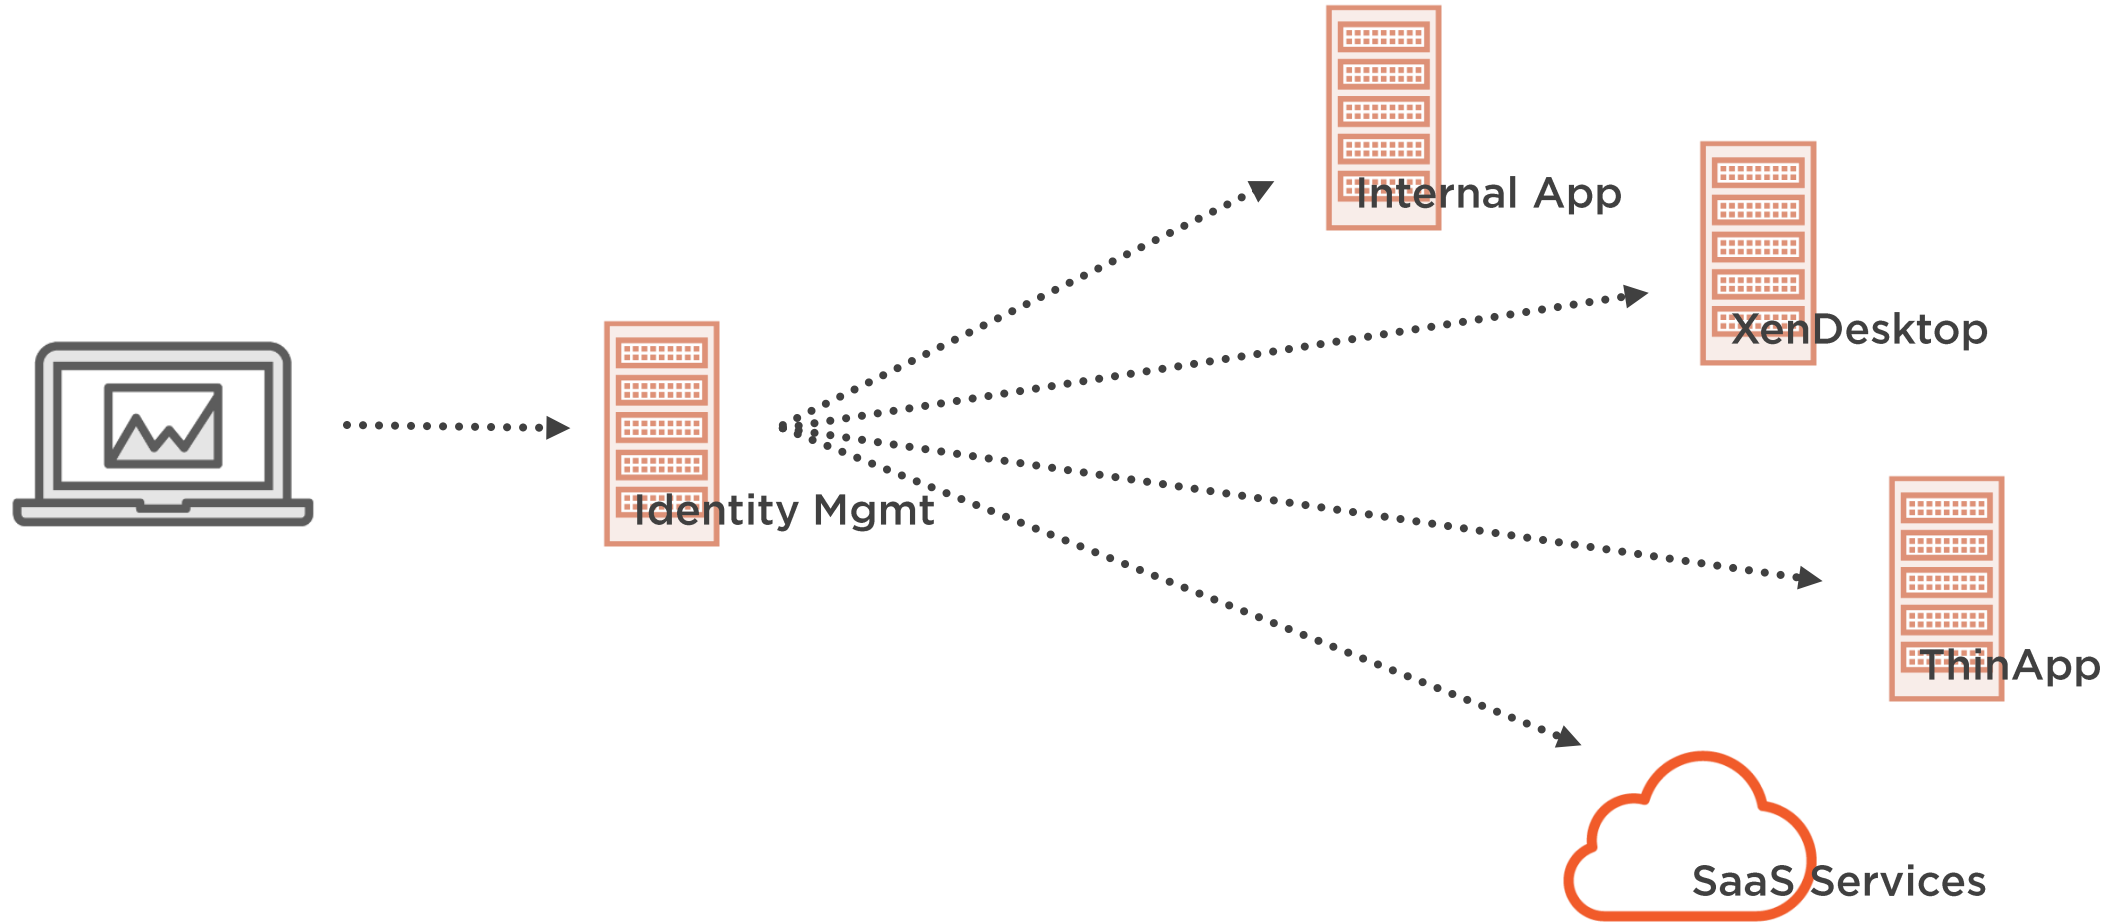 Internal App
XenDesktop
Identity Mgmt
ThinApp
SaaS Services